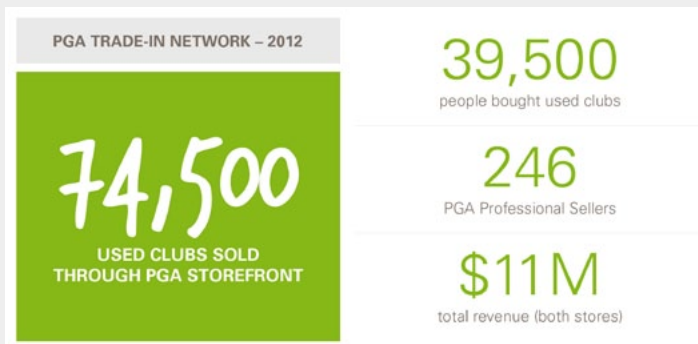 PGA TRADE-IN NETWORK – 2012
74,500
USED CLUBS SOLD
THROUGH PGA STOREFRONT
39,500
people bought used clubs
246
PGA Professional Sellers
$11M
total revenue (both stores)